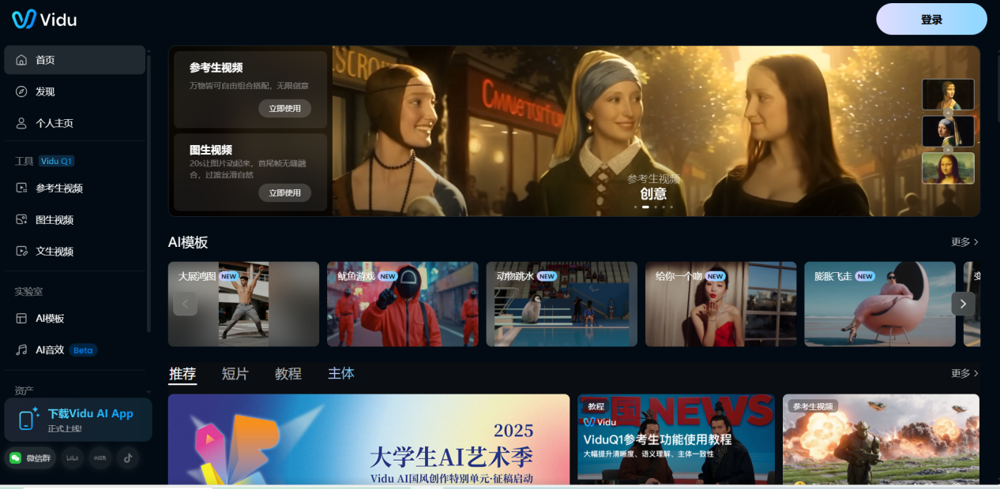 Vidu
登录
首页
发现
个人主页
工具 Vidu Q1
参考生视频
图生视频
文生视频
实验室
AI模板
AI音效 Beta
资产
下载Vidu AI App
正式上线!
微信群
参考生视频
万物皆可自由组合搭配，无限创意
立即使用
图生视频
20s让图片动起来，首尾帧无缝融
合，过渡丝滑自然
立即使用
参考生视频
创意
AI模板
更多
大展鸿图 NEW
鱿鱼游戏 NEW
动物跳水 NEW
给你一个吻 NEW
膨胀飞走 NEW
推荐
短片
教程
主体
更多
2025
大学生AI艺术季
Vidu AI国风创作特别单元·征稿启动
教程
国NEWS
Vidu
ViduQ1参考生功能使用教程
大幅提升清晰度、语义理解、主体一致性
参考生视频